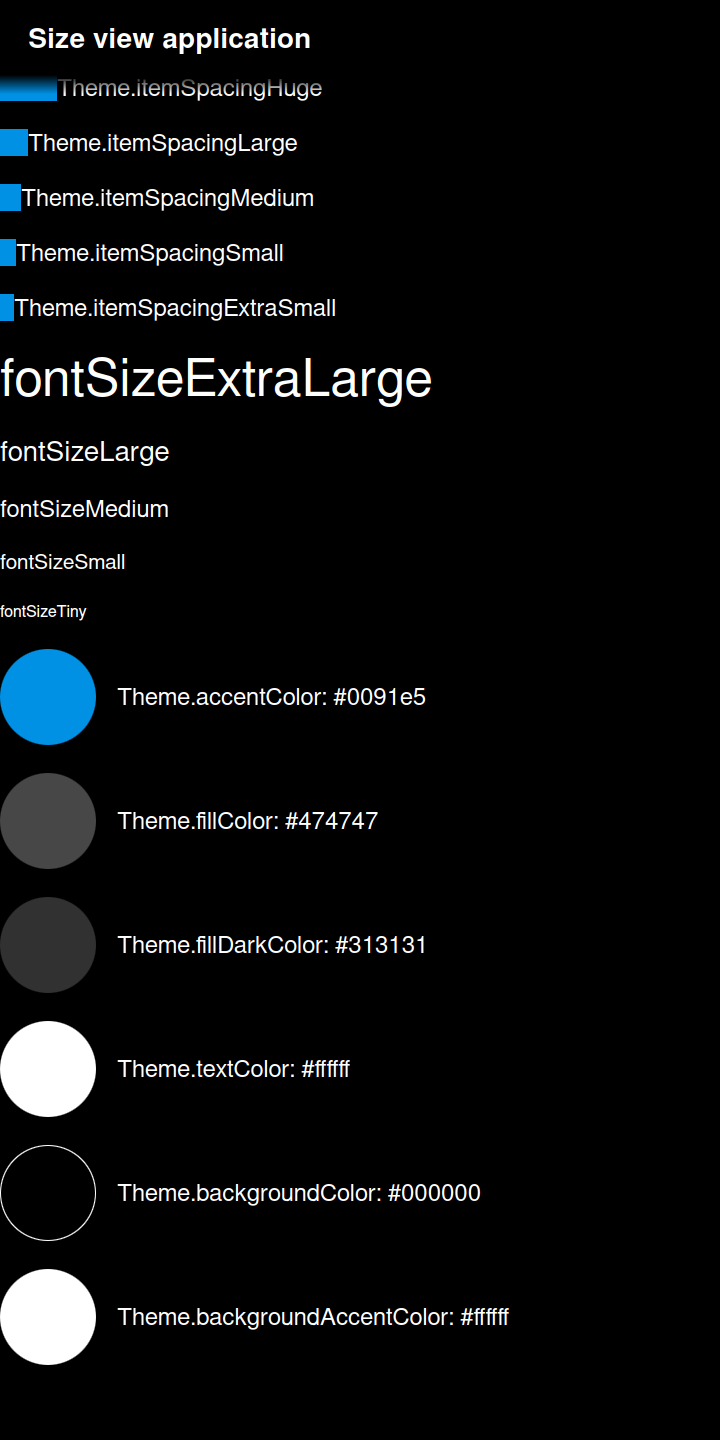 Size view application
Theme.itemSpacingHuge
Theme.itemSpacingLarge
Theme.itemSpacingMedium
Theme.itemSpacingSmall
Theme.itemSpacingExtraSmall
fontSizeExtraLarge
fontSizeLarge
fontSizeMedium
fontSizeSmall
fontSizeTiny
Theme.accentColor: #0091e5
Theme.fillColor: #474747
Theme.fillDarkColor: #313131
Theme.textColor: #ffffff
Theme.backgroundColor: #000000
Theme.backgroundAccentColor: #ffffff